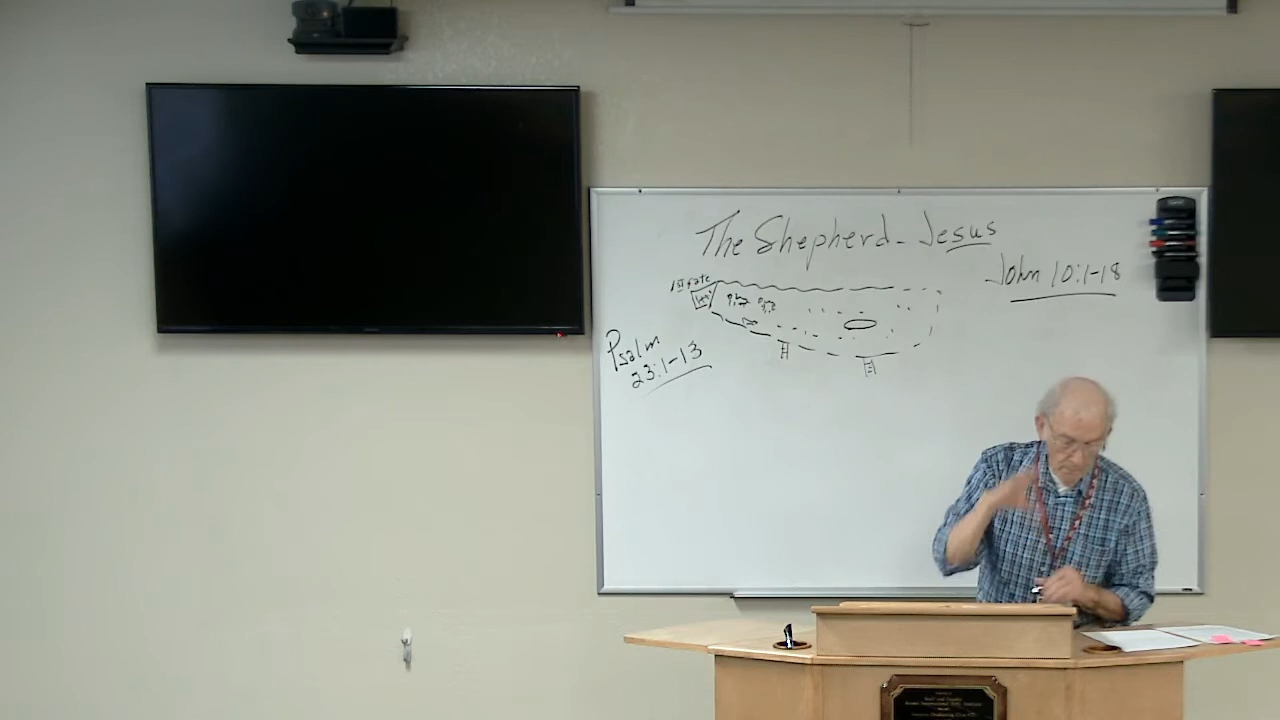 The Shepherd - Jesus
John 10:1-18
1st gate
Psalm
23:1-13